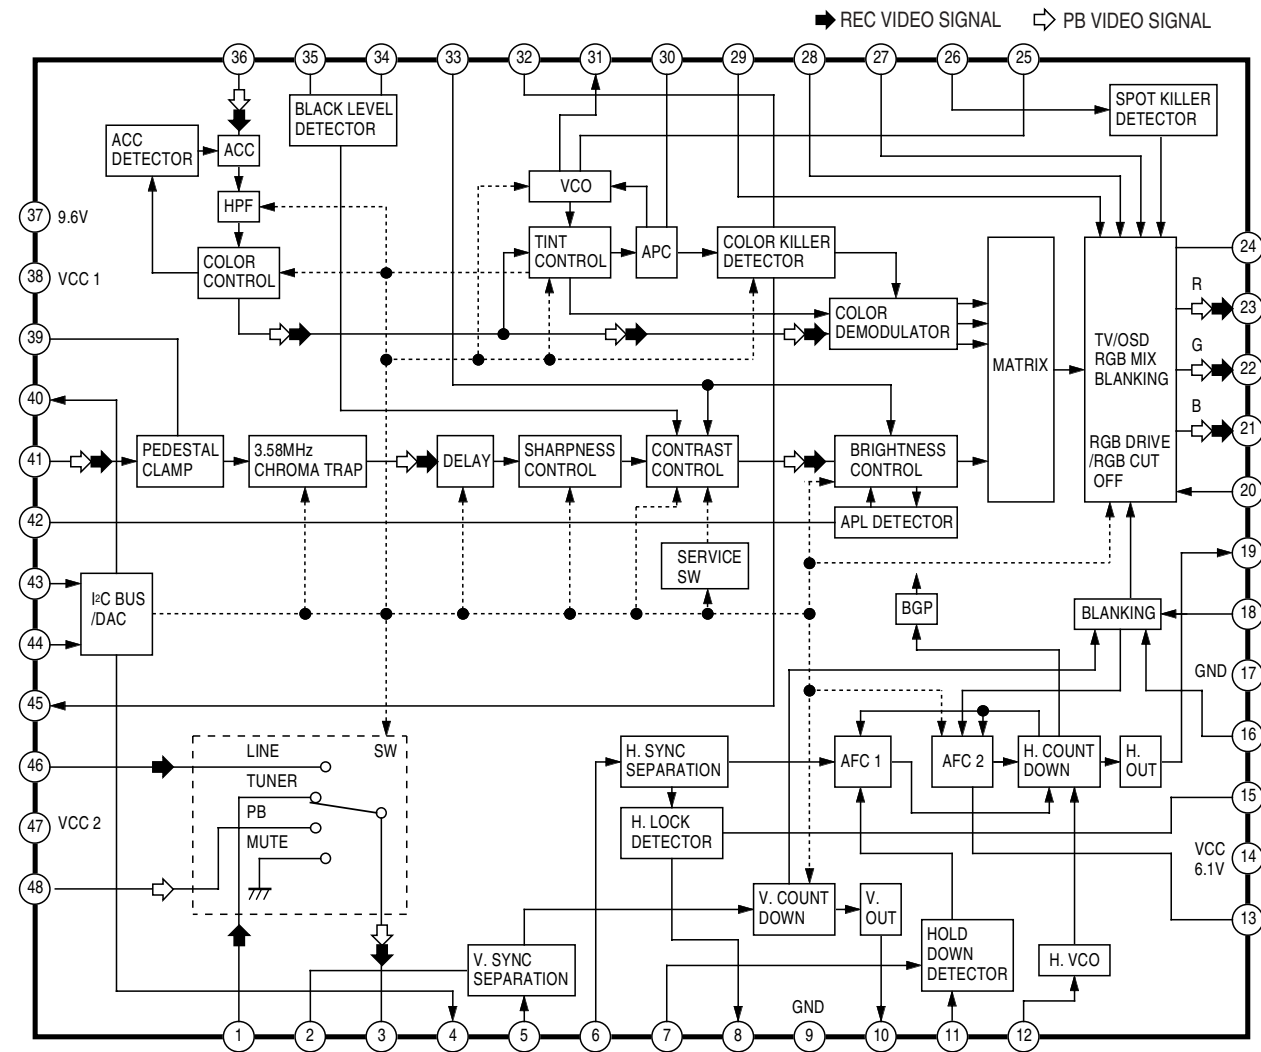 REC VIDEO SIGNAL PB VIDEO SIGNAL
36 35 34 33 32 31 30 29 28 27 26 25
BLACK LEVEL
DETECTOR
SPOT KILLER
DETECTOR
ACC
DETECTOR
ACC
VCO
HPF
37 9.6V
TINT
CONTROL
APC
COLOR KILLER
DETECTOR
24
COLOR
CONTROL
38 VCC 1
R
23
COLOR
DEMODULATOR
39
TV/OSD
RGB MIX
BLANKING
MATRIX
G
22
40
B
21
41
PEDESTAL
CLAMP
3.58MHz
CHROMA TRAP
DELAY
SHARPNESS
CONTROL
CONTRAST
CONTROL
BRIGHTNESS
CONTROL
RGB DRIVE
/RGB CUT
OFF
20
42
APL DETECTOR
SERVICE
SW
19
43
I²C BUS
/DAC
44
BGP
BLANKING
18
GND
17
45
16
LINE
SW
46
TUNER
H. SYNC
SEPARATION
AFC 1
AFC 2
H. COUNT
DOWN
H.
OUT
15
PB
47 VCC 2
H. LOCK
DETECTOR
MUTE
VCC
6.1V
14
48
V. COUNT
DOWN
V.
OUT
13
HOLD
DOWN
DETECTOR
V. SYNC
SEPARATION
H. VCO
GND
1 2 3 4 5 6 7 8 9 10 11 12